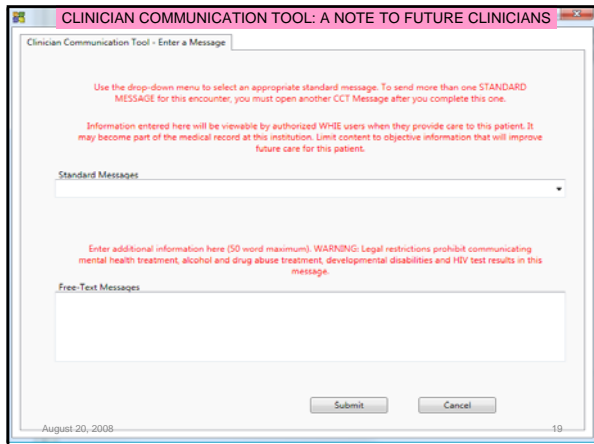 CLINICIAN COMMUNICATION TOOL: A NOTE TO FUTURE CLINICIANS
Clinician Communication Tool - Enter a Message
Use the drop-down menu to select an appropriate standard message. To send more than one STANDARD
MESSAGE for this encounter, you must open another CCT Message after you complete this one.
Information entered here will be viewable by authorized WHIE users when they provide care to this patient. It
may become part of the medical record at this institution. Limit content to objective information that will improve
future care for this patient.
Standard Messages
Enter additional information here (50 word maximum). WARNING: Legal restrictions prohibit communicating
mental health treatment, alcohol and drug abuse treatment, developmental disabilities and HIV test results in this
message.
Free-Text Messages
Submit Cancel
August 20, 2008 19